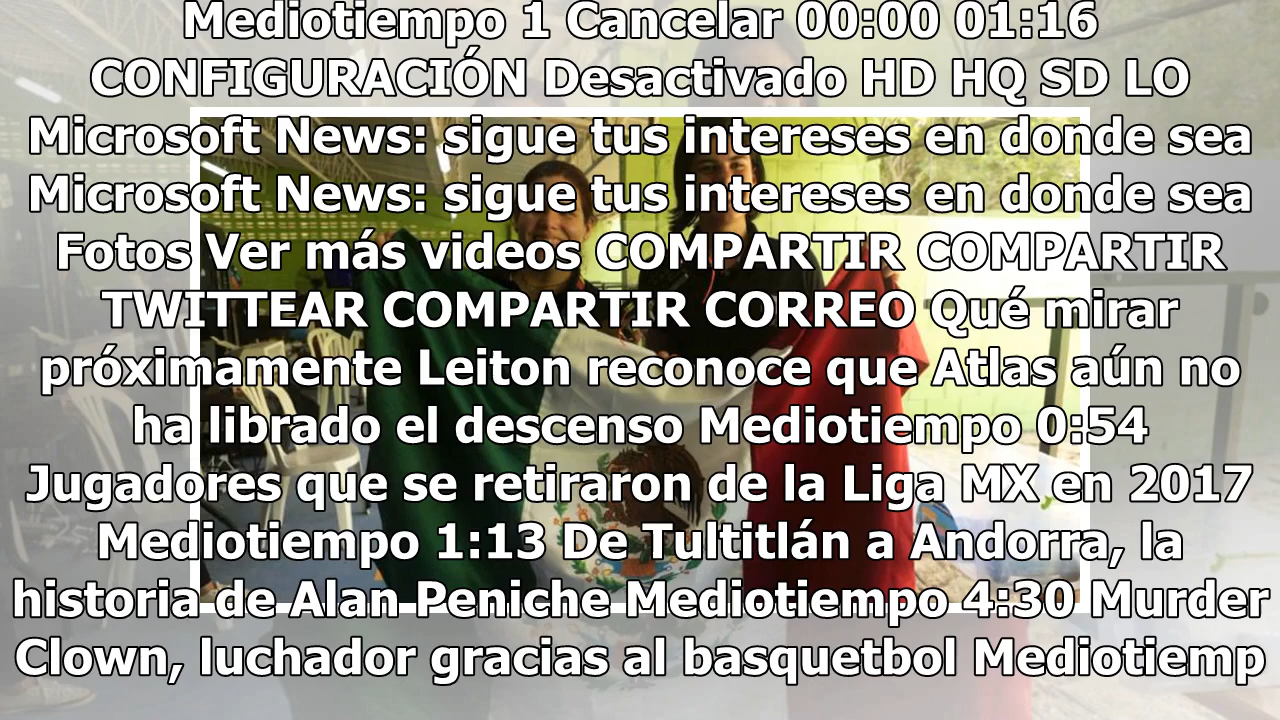 Mediotiempo 1 Cancelar 00:00 01:16
CONFIGURACIÓN Desactivado HD HQ SD LO
Microsoft News: sigue tus intereses en donde sea
Microsoft News: sigue tus intereses en donde sea
Fotos Ver más videos COMPARTIR COMPARTIR
TWITTEAR COMPARTIR CORREO Qué mirar
próximamente Leiton reconoce que Atlas aún no
ha librado el descenso Mediotiempo 0:54
Jugadores que se retiraron de la Liga MX en 2017
Mediotiempo 1:13 De Tultitlán a Andorra, la
historia de Alan Peniche Mediotiempo 4:30 Murder
Clown, luchador gracias al basquetbol Mediotiemp